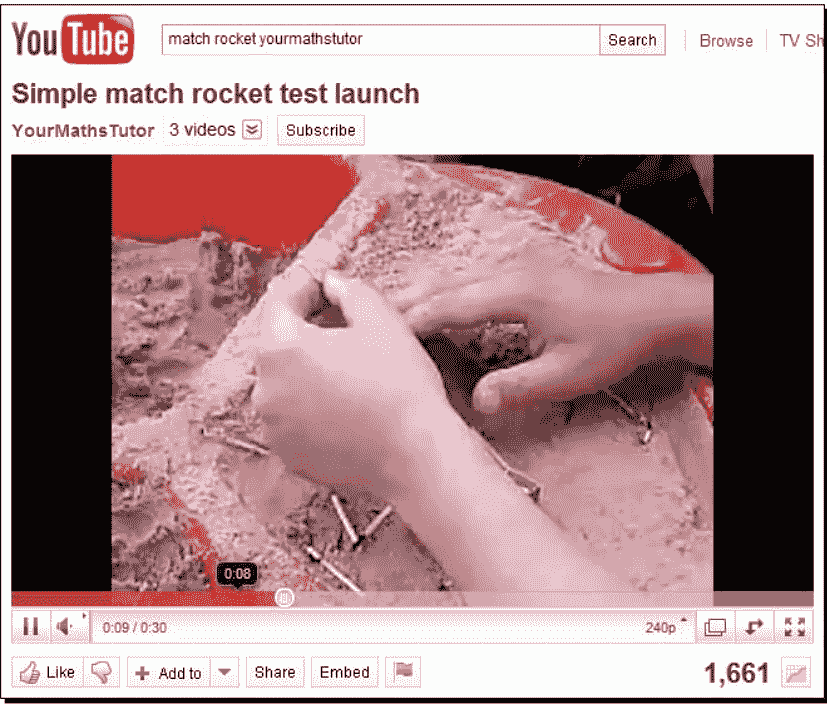 YouTube match rocket yourmathstutor Search Browse TV Sh
Simple match rocket test launch
YourMathsTutor 3 videos Subscribe
0:08
0:09 / 0:30 240p
Like Add to Share Embed 1,661